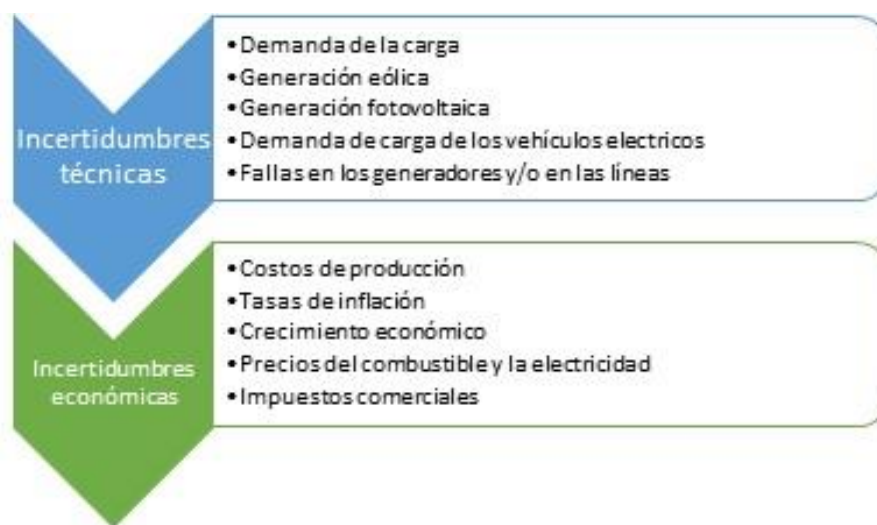 Incertidumbres
técnicas
•Demanda de la carga
•Generación eólica
•Generación fotovoltaica
•Demanda de carga de los vehículos electricos
•Fallas en los generadores y/o en las líneas
Incertidumbres
económicas
•Costos de producción
•Tasas de inflación
•Crecimiento económico
•Precios del combustible y la electricidad
•Impuestos comerciales